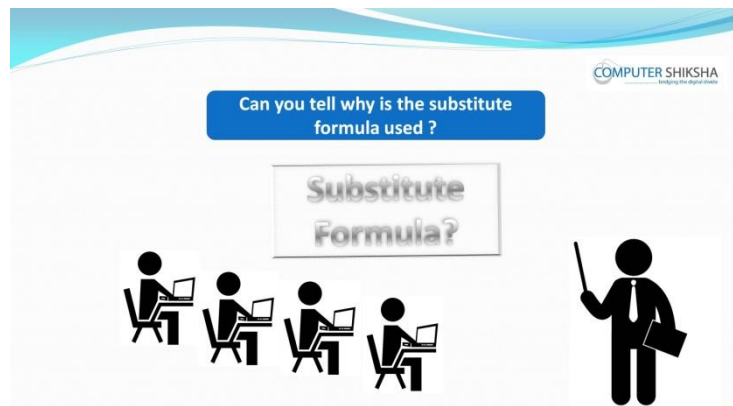 COMPUTER SHIKSHA
bridging the digital divide
Can you tell why is the substitute
formula used ?
Substitute
Formula?